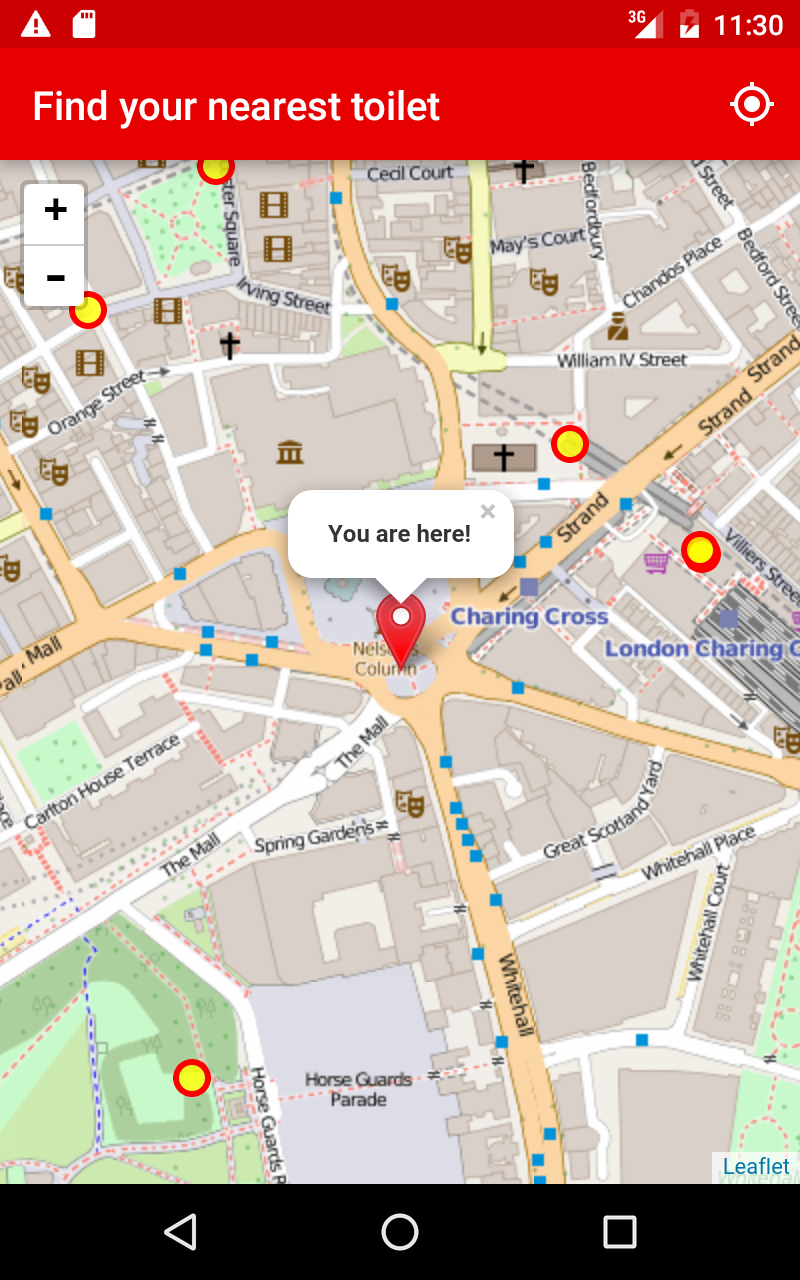 3G
11:30
Find your nearest toilet
+
-
Cecil Court
Bedfordbury
May's Court
Chandos Place
Street
Bedford Stree
Irving Street
William IV Street
Orange Street
Strand
Strand
Strand
You are here!
×
Villiers Street
Charing Cross
London Charing C
Column
Mall
The Mall
Carlton House Terrace
Spring Gardens
The Mall
Great Scotland Yard
Whitehall Place
Whitehall Court
Whitehall
Horse Guards
Parade
Horse Guards R
Leaflet